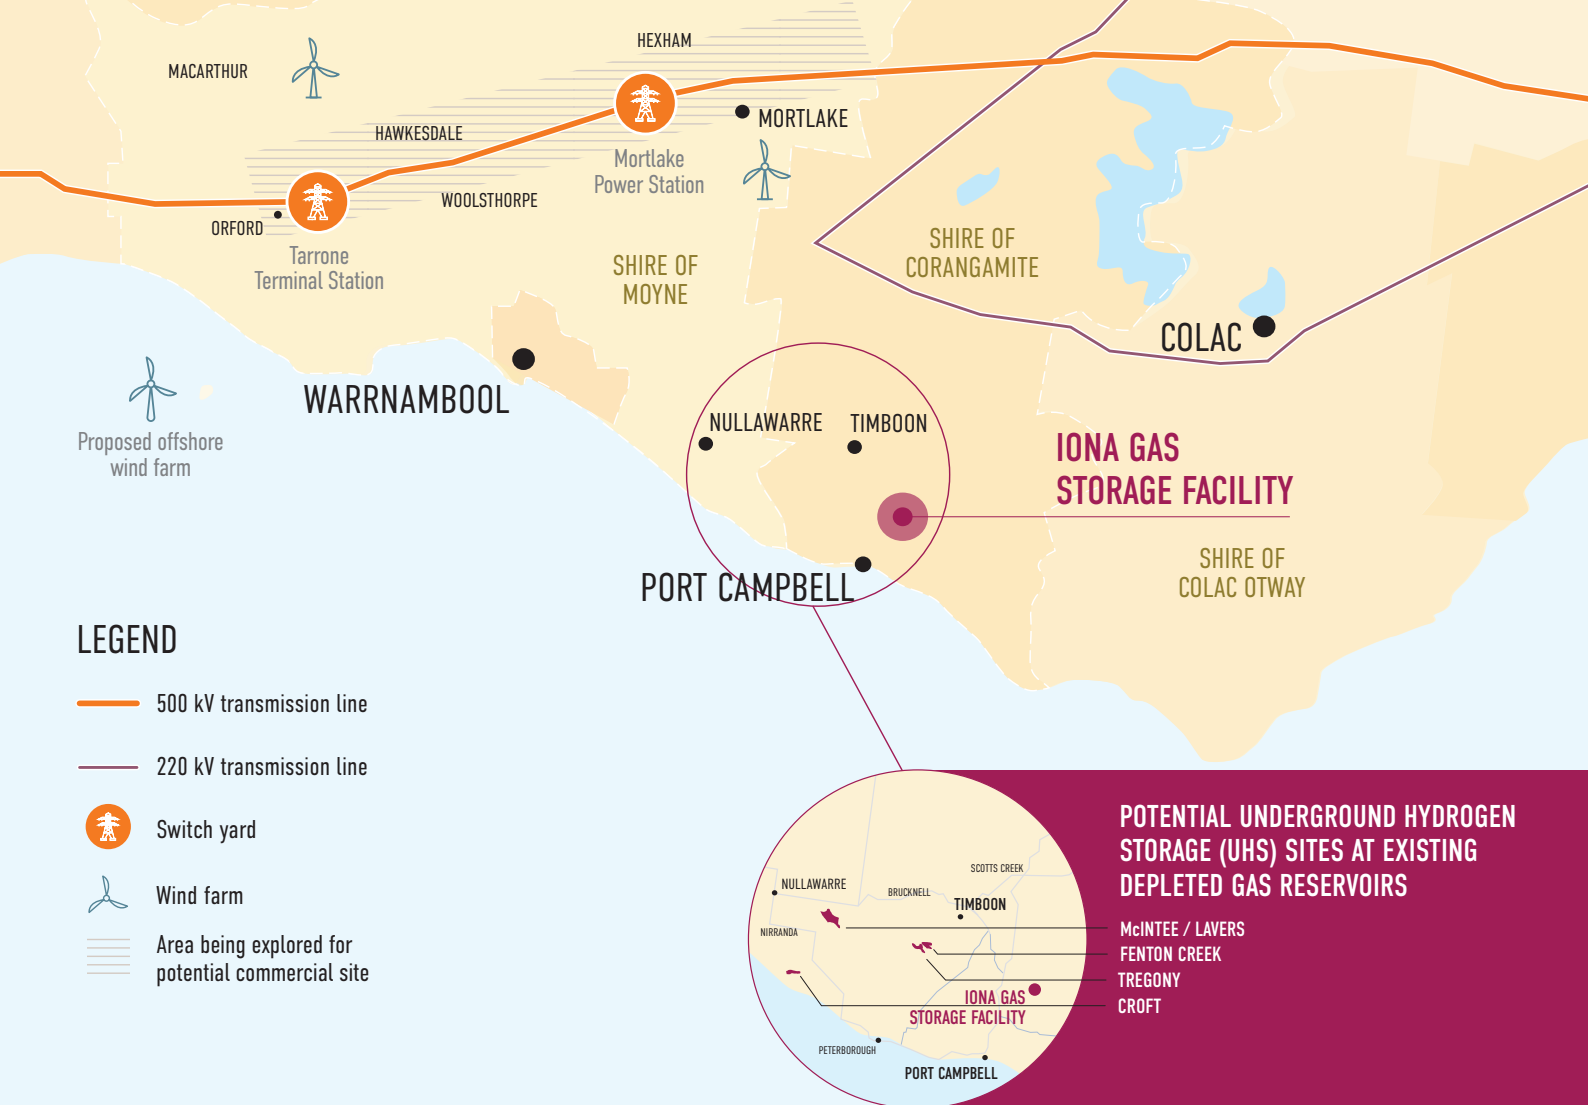 HEXHAM
MACARTHUR
MORTLAKE
HAWKESDALE
Mortlake
Power Station
WOOLSTHORPE
ORFORD
Tarrone
Terminal Station
SHIRE OF
MOYNE
SHIRE OF
CORANGAMITE
COLAC
WARRNAMBOOL
NULLAWARRE
TIMBOON
Proposed offshore
wind farm
IONA GAS
STORAGE FACILITY
SHIRE OF
COLAC OTWAY
PORT CAMPBELL
LEGEND
500 kV transmission line
220 kV transmission line
Switch yard
Wind farm
Area being explored for
potential commercial site
POTENTIAL UNDERGROUND HYDROGEN
STORAGE (UHS) SITES AT EXISTING
DEPLETED GAS RESERVOIRS
SCOTTS CREEK
NULLAWARRE
BRUCKNELL
TIMBOON
NIRRANDA
McINTEE / LAVERS
FENTON CREEK
TREGONY
CROFT
IONA GAS
STORAGE FACILITY
PETERBOROUGH
PORT CAMPBELL